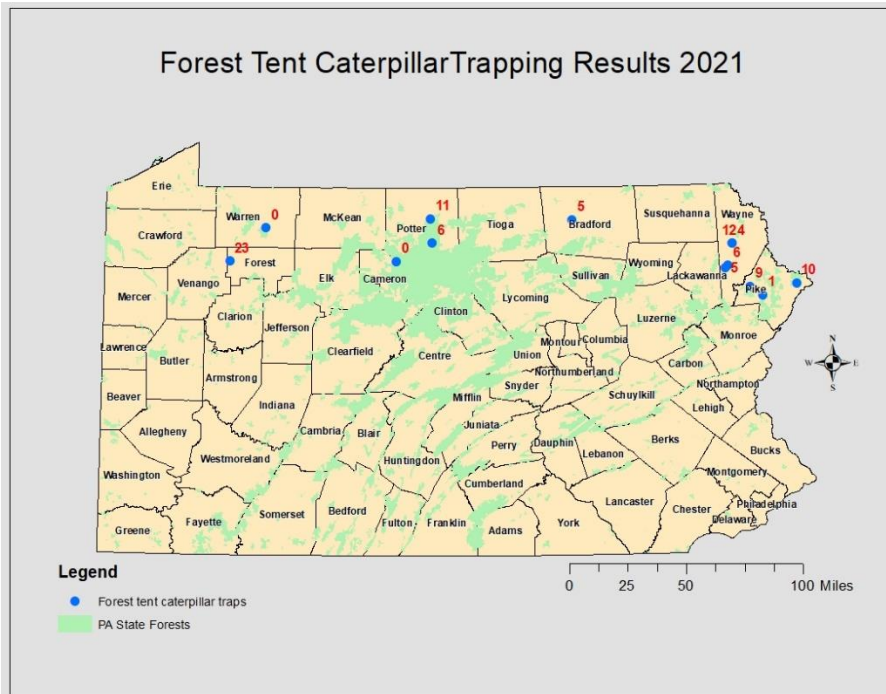 Forest Tent CaterpillarTrapping Results 2021
Erie
Warren
0
McKean
11
Potter
6
Tioga
5
Bradford
Susquehanna
Wayne
124
Crawford
23
Forest
0
Cameron
Elk
Sullivan
Wyoming
Lackawanna
6
5
9
1
10
Pike
Venango
Mercer
Clarion
Jefferson
Clinton
Lycoming
Luzerne
Monroe
Lawrence
Butler
Armstrong
Clearfield
Centre
Union
Montour
Columbia
Northumberland
Carbon
Northampton
Beaver
Indiana
Snyder
Mifflin
Schuylkill
Lehigh
Allegheny
Cambria
Blair
Juniata
Perry
Dauphin
Lebanon
Berks
Bucks
Westmoreland
Huntingdon
Cumberland
Montgomery
Washington
Lancaster
Philadelphia
Greene
Fayette
Somerset
Bedford
Fulton
Franklin
Adams
York
Chester
Delaware
N
W
E
S
Legend
Forest tent caterpillar traps
PA State Forests
0 25 50 100 Miles